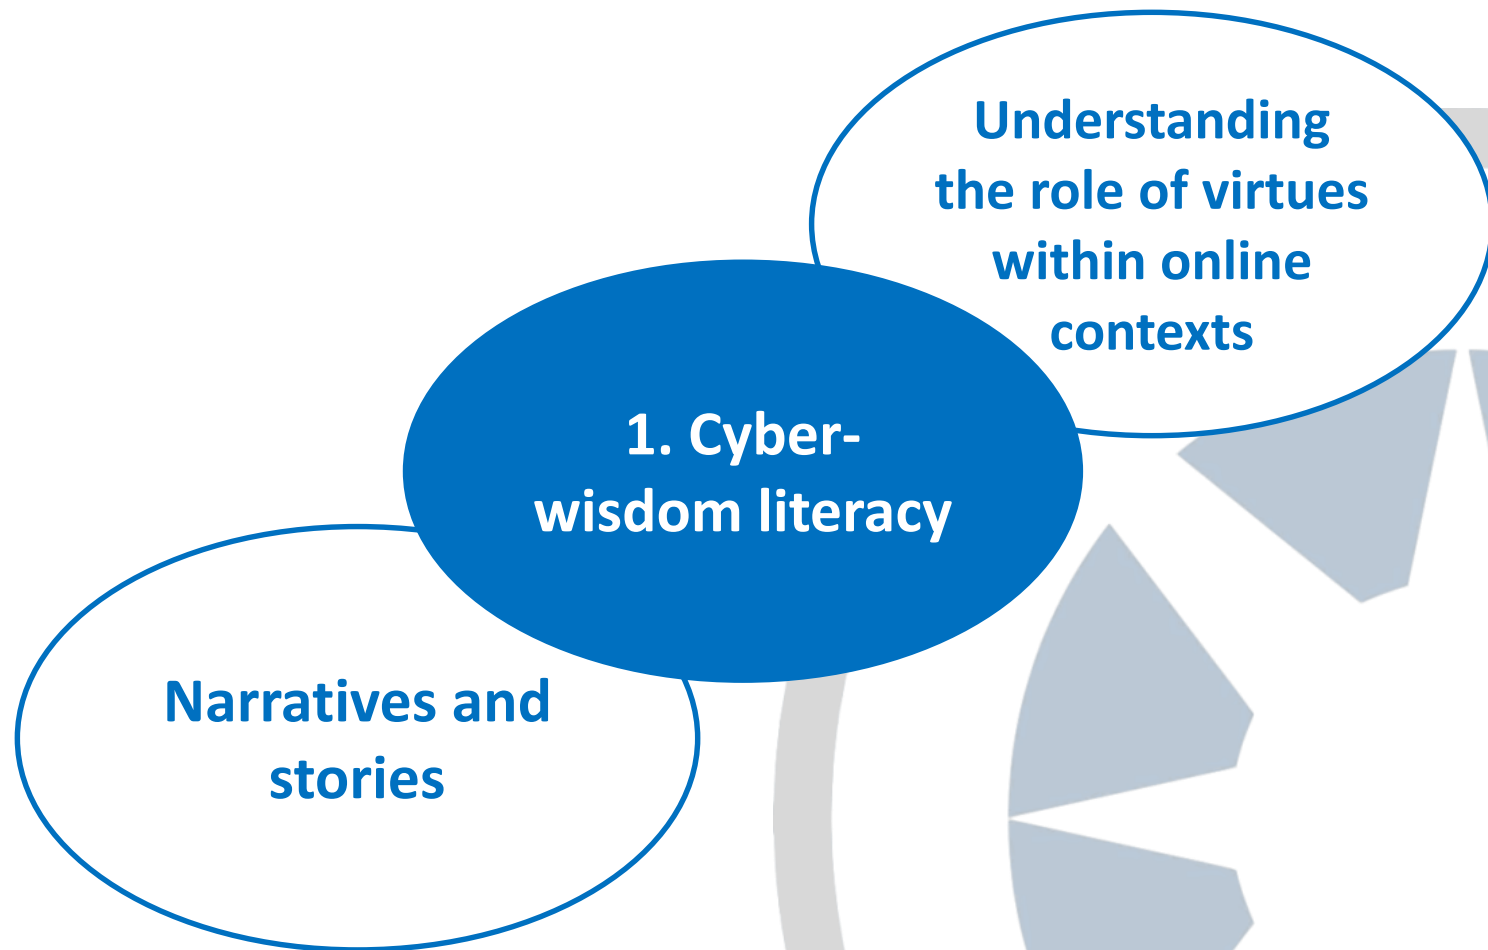 Understanding
the role of virtues
within online
contexts
1. Cyber-
wisdom literacy
Narratives and
stories